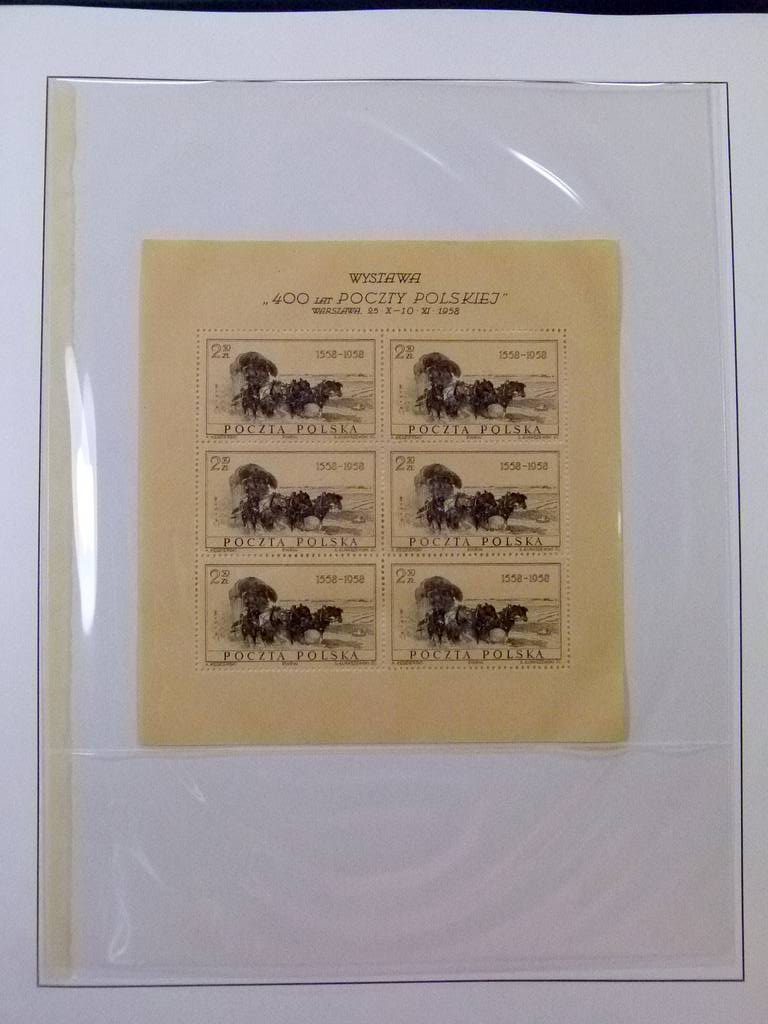 WYSTAWA
„400 LAT POCZTY POLSKIEJ”
WARSZAWA, 25 · X–10 · XI · 1958
2 50 ZŁ 1558–1958 2 50 ZŁ 1558–1958
POCZTA POLSKA POCZTA POLSKA
2 50 ZŁ 1558–1958 2 50 ZŁ 1558–1958
POCZTA POLSKA POCZTA POLSKA
2 50 ZŁ 1558–1958 2 50 ZŁ 1558–1958
POCZTA POLSKA POCZTA POLSKA